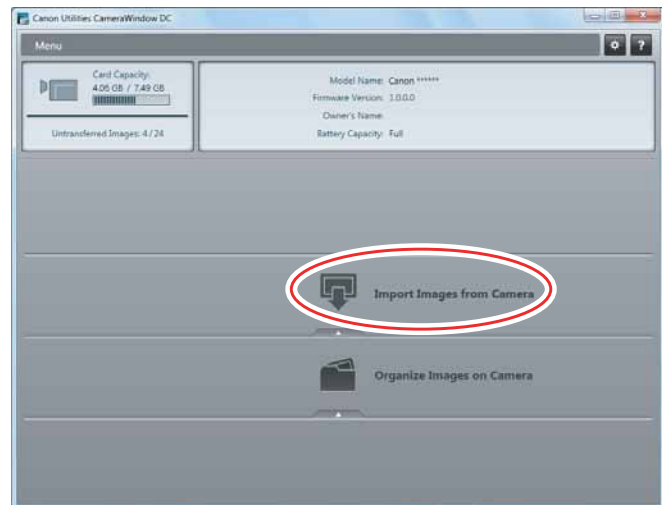 Canon Utilities CameraWindow DC
Menu
?
Card Capacity:
4.06 GB / 7.49 GB
Untransferred Images: 4 / 24
Model Name: Canon ******
Firmware Version: 1.0.0.0
Owner's Name:
Battery Capacity: Full
Import Images from Camera
Organize Images on Camera